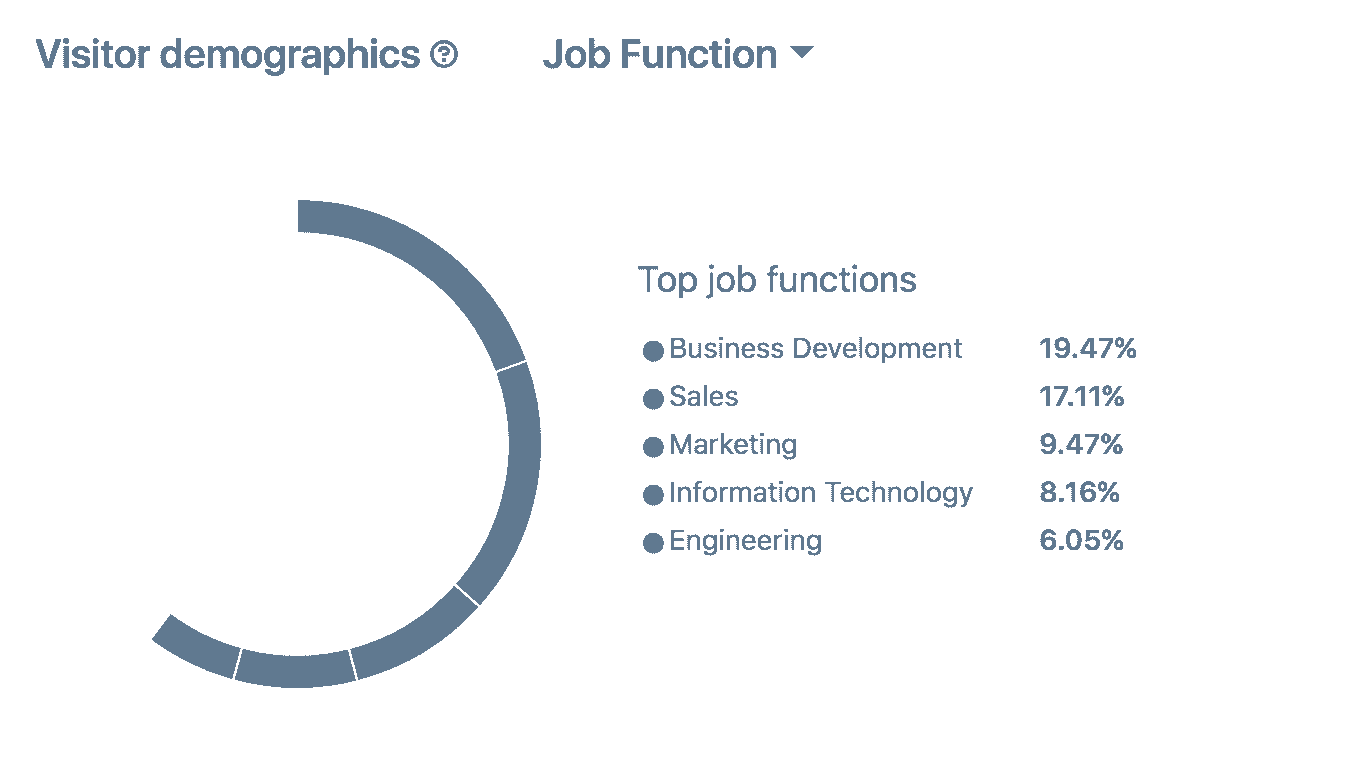 Visitor demographics ?
Job Function
Top job functions
Business Development 19.47%
Sales 17.11%
Marketing 9.47%
Information Technology 8.16%
Engineering 6.05%